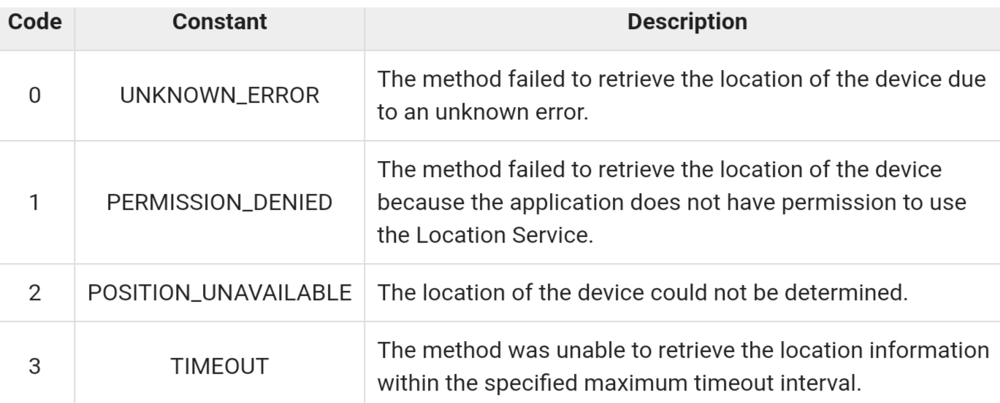 Code Constant Description
0 UNKNOWN_ERROR The method failed to retrieve the location of the device due
to an unknown error.
1 PERMISSION_DENIED The method failed to retrieve the location of the device
because the application does not have permission to use
the Location Service.
2 POSITION_UNAVAILABLE The location of the device could not be determined.
3 TIMEOUT The method was unable to retrieve the location information
within the specified maximum timeout interval.